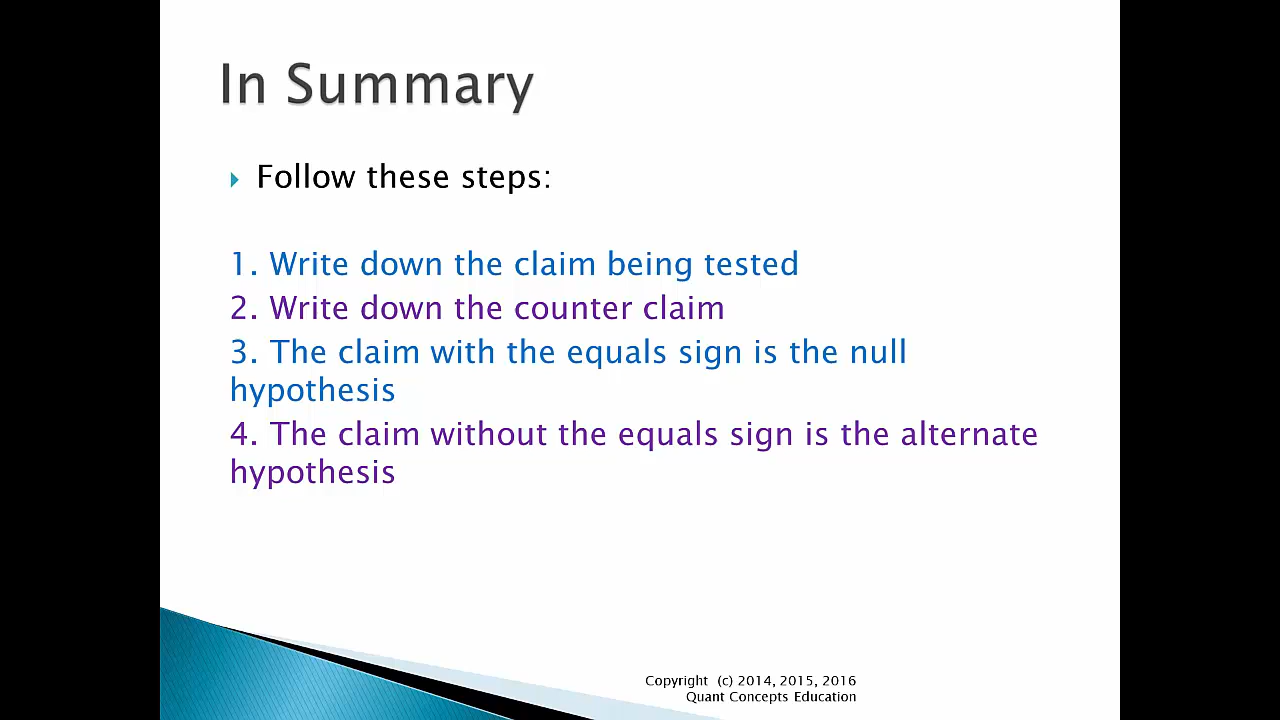 In Summary
Follow these steps:
1. Write down the claim being tested
2. Write down the counter claim
3. The claim with the equals sign is the null
hypothesis
4. The claim without the equals sign is the alternate
hypothesis
Copyright (c) 2014, 2015, 2016
Quant Concepts Education